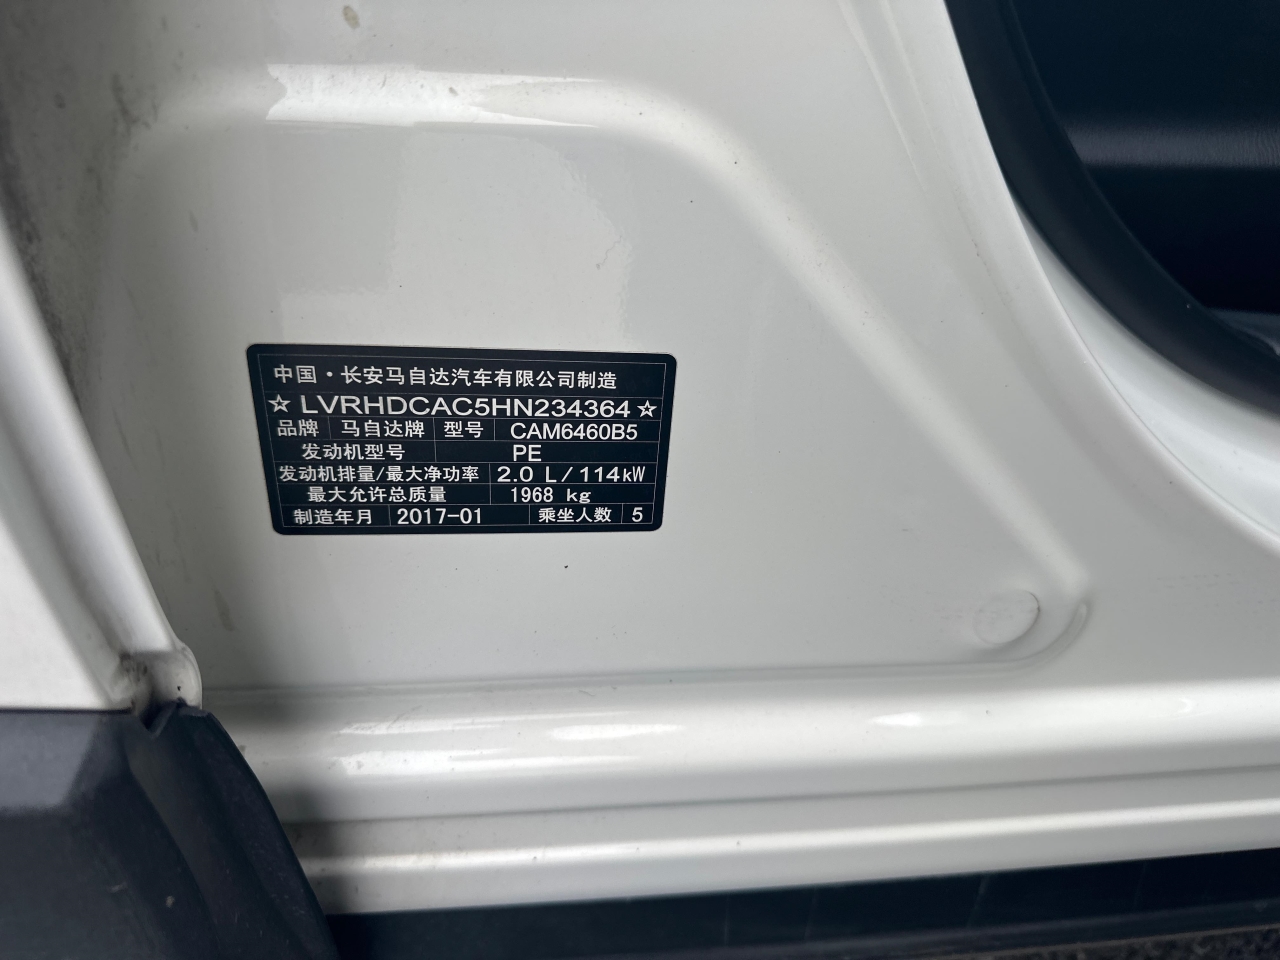 中国·长安马自达汽车有限公司制造
☆LVRHDCAC5HN234364☆
品牌 马自达牌 型号 CAM6460B5
发动机型号 PE
发动机排量/最大净功率 2.0 L/114kW
最大允许总质量 1968 kg
制造年月 2017-01 乘坐人数 5